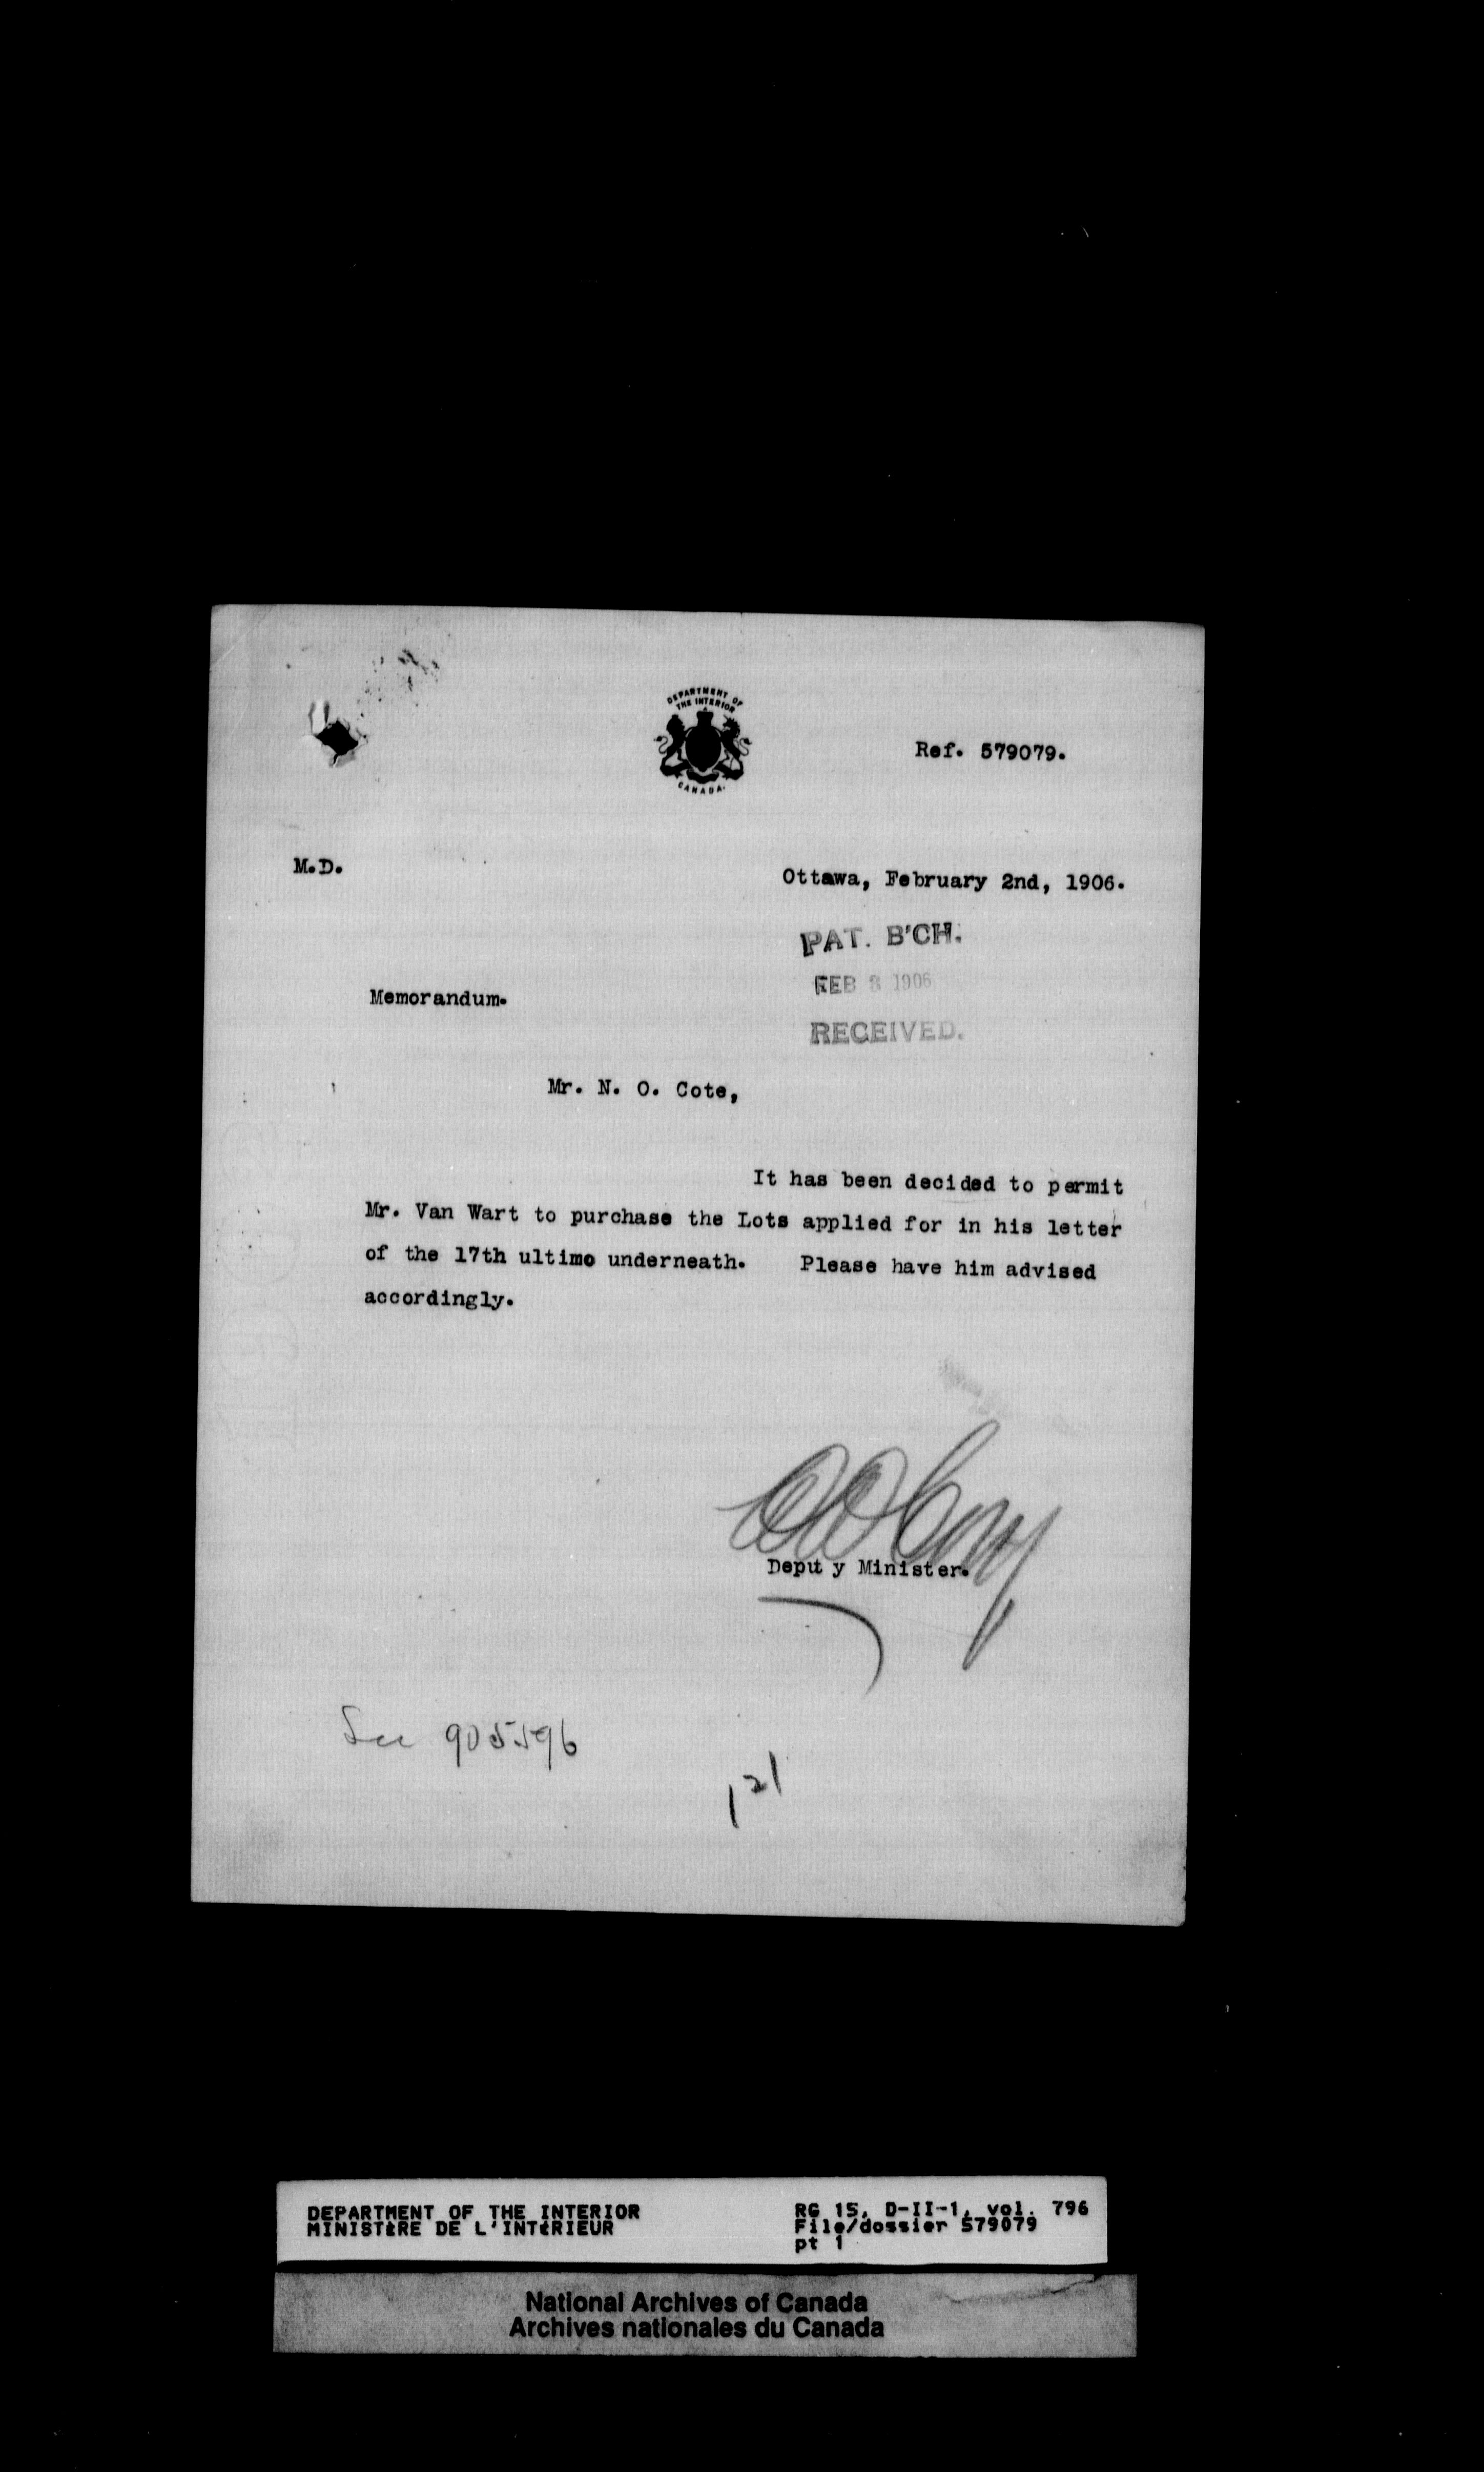 DEPARTMENT OF
THE INTERIOR
CANADA.
Ref. 579079.
M.D.
Ottawa, February 2nd, 1906.
PAT. B'CH.
FEB 3 1906
RECEIVED.
Memorandum.
Mr. N. O. Cote,
It has been decided to permit
Mr. Van Wart to purchase the Lots applied for in his letter
of the 17th ultimo underneath. Please have him advised
accordingly.
WWCory
Deputy Minister.
See 905596
121
DEPARTMENT OF THE INTERIOR
MINISTÈRE DE L'INTÉRIEUR
RG 15, D-II-1, vol. 796
File/dossier 579079
pt 1
National Archives of Canada
Archives nationales du Canada